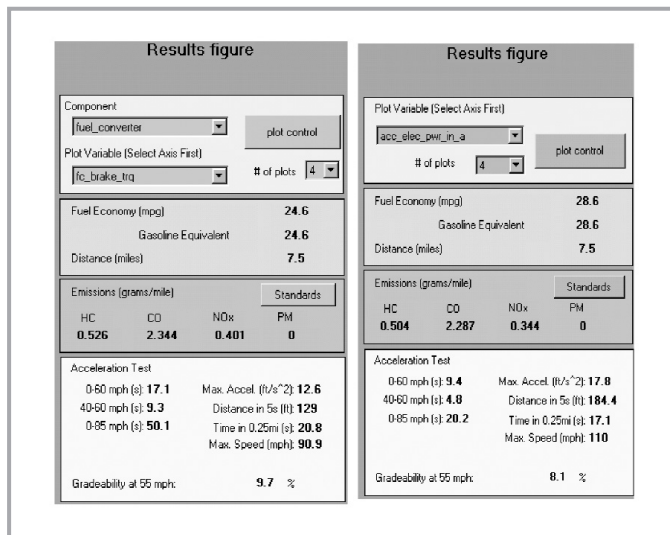 Results figure
Component
fuel_converter
plot control
Plot Variable (Select Axis First)
fc_brake_trq
# of plots 4
Fuel Economy (mpg) 24.6
Gasoline Equivalent 24.6
Distance (miles) 7.5
Emissions (grams/mile) Standards
HC CO NOx PM
0.526 2.344 0.401 0
Acceleration Test
0-60 mph (s): 17.1 Max. Accel. (ft/s^2): 12.6
40-60 mph (s): 9.3 Distance in 5s (ft): 129
0-85 mph (s): 50.1 Time in 0.25mi (s): 20.8
Max. Speed (mph): 90.9
Gradeability at 55 mph: 9.7 %
Results figure
Plot Variable (Select Axis First)
acc_elec_pwr_in_a
plot control
# of plots 4
Fuel Economy (mpg) 28.6
Gasoline Equivalent 28.6
Distance (miles) 7.5
Emissions (grams/mile) Standards
HC CO NOx PM
0.504 2.287 0.344 0
Acceleration Test
0-60 mph (s): 9.4 Max. Accel. (ft/s^2): 17.8
40-60 mph (s): 4.8 Distance in 5s (ft): 184.4
0-85 mph (s): 20.2 Time in 0.25mi (s): 17.1
Max. Speed (mph): 110
Gradeability at 55 mph: 8.1 %